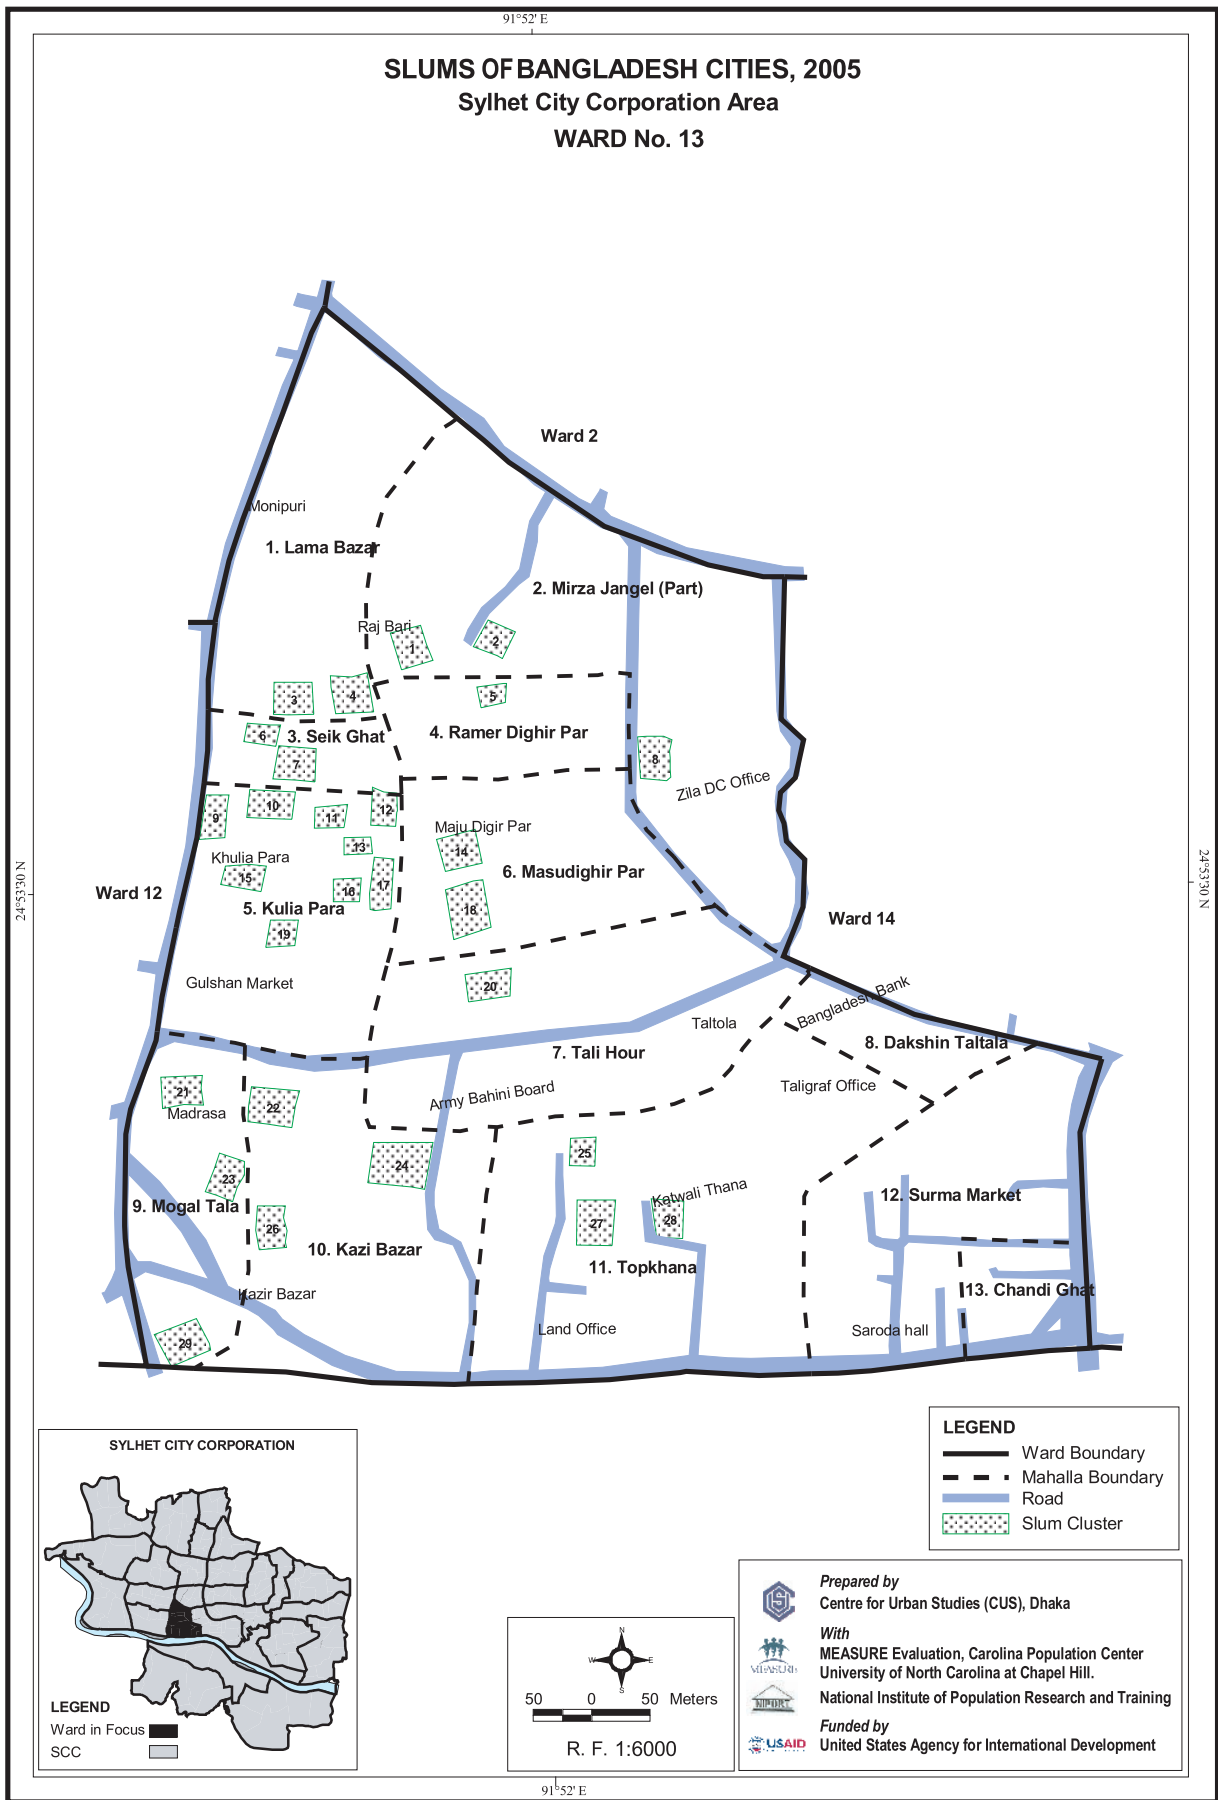 91°52' E
SLUMS OF BANGLADESH CITIES, 2005
Sylhet City Corporation Area
WARD No. 13
Ward 2
Monipuri
1. Lama Bazar
2. Mirza Jangel (Part)
Raj Bari
1
2
3
4
5
6
3. Seik Ghat
4. Ramer Dighir Par
7
8
Zila DC Office
9
10
11
12
Maju Digir Par
13
14
Khulia Para
15
16
17
6. Masudighir Par
24°53'30 N
Ward 12
5. Kulia Para
18
24°53'30 N
Ward 14
19
Gulshan Market
20
Bangladesh Bank
Taltola
7. Tali Hour
8. Dakshin Taltala
21
Madrasa
22
Army Bahini Board
Taligraf Office
23
24
25
9. Mogal Tala
Katwali Thana
12. Surma Market
26
27
28
10. Kazi Bazar
11. Topkhana
Kazir Bazar
13. Chandi Ghat
29
Land Office
Saroda hall
LEGEND
Ward Boundary
Mahalla Boundary
Road
Slum Cluster
SYLHET CITY CORPORATION
LEGEND
Ward in Focus
SCC
N
W E
S
50 0 50 Meters
R. F. 1:6000
Prepared by
Centre for Urban Studies (CUS), Dhaka
With
MEASURE Evaluation, Carolina Population Center
University of North Carolina at Chapel Hill.
MEASURE
NIPORT
National Institute of Population Research and Training
Funded by
USAID
United States Agency for International Development
91°52' E